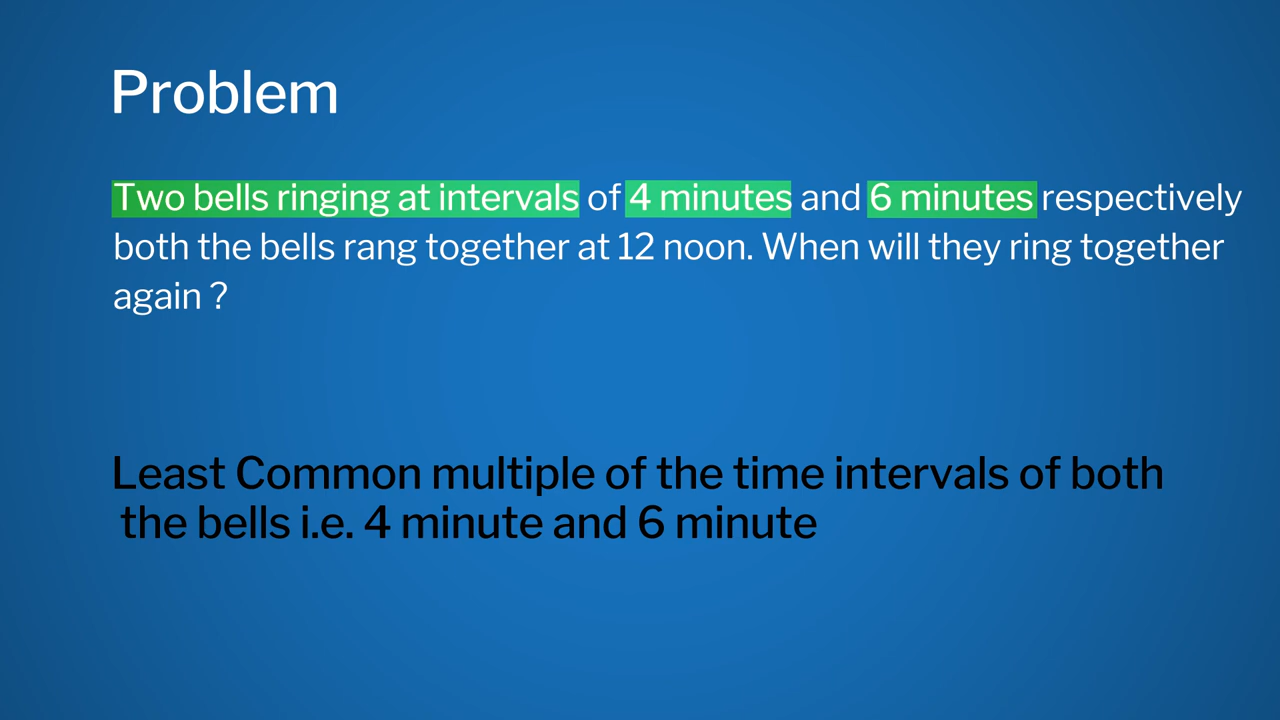 Problem
Two bells ringing at intervals of 4 minutes and 6 minutes respectively
both the bells rang together at 12 noon. When will they ring together
again ?
Least Common multiple of the time intervals of both
the bells i.e. 4 minute and 6 minute